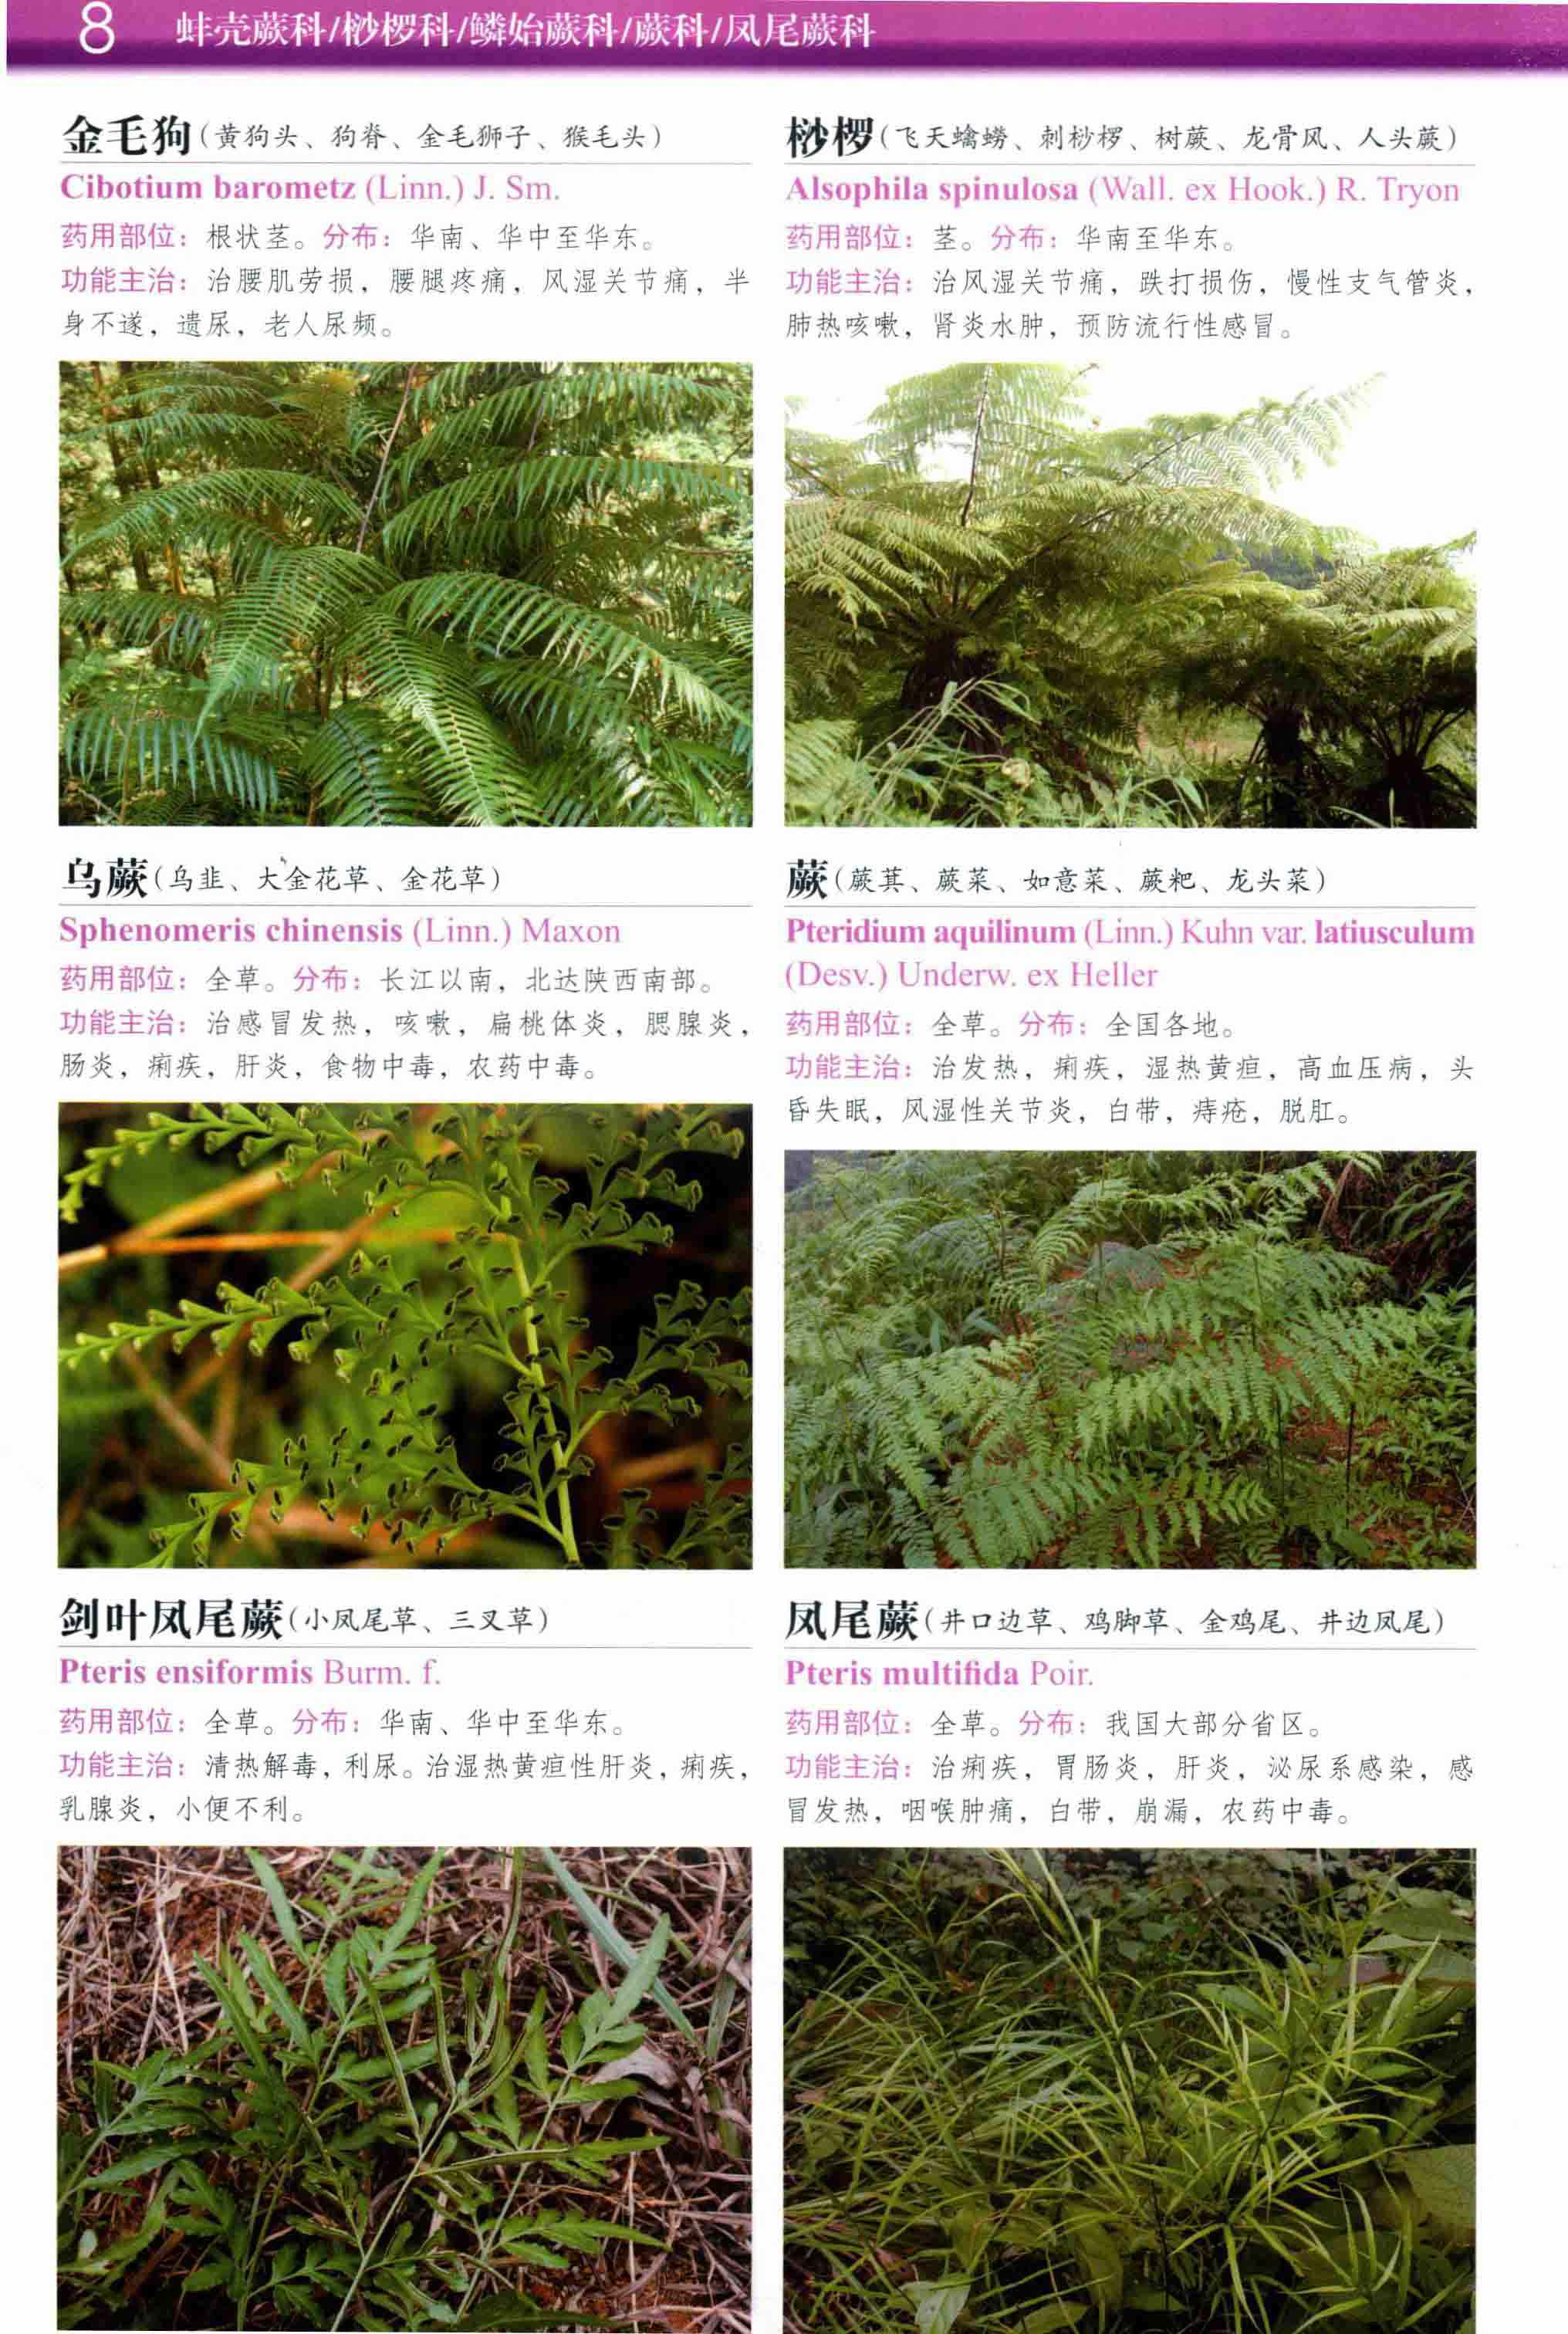 8 蚌壳蕨科/桫椤科/鳞始蕨科/蕨科/凤尾蕨科
金毛狗(黄狗头、狗脊、金毛狮子、猴毛头)
Cibotium barometz (Linn.) J. Sm.
药用部位：根状茎。分布：华南、华中至华东。
功能主治：治腰肌劳损，腰腿疼痛，风湿关节痛，半
身不遂，遗尿，老人尿频。
桫椤(飞天蠄蟧、刺桫椤、树蕨、龙骨风、人头蕨)
Alsophila spinulosa (Wall. ex Hook.) R. Tryon
药用部位：茎。分布：华南至华东。
功能主治：治风湿关节痛，跌打损伤，慢性支气管炎，
肺热咳嗽，肾炎水肿，预防流行性感冒。
乌蕨(乌韭、大金花草、金花草)
Sphenomeris chinensis (Linn.) Maxon
药用部位：全草。分布：长江以南，北达陕西南部。
功能主治：治感冒发热，咳嗽，扁桃体炎，腮腺炎，
肠炎，痢疾，肝炎，食物中毒，农药中毒。
蕨(蕨萁、蕨菜、如意菜、蕨粑、龙头菜)
Pteridium aquilinum (Linn.) Kuhn var. latiusculum
(Desv.) Underw. ex Heller
药用部位：全草。分布：全国各地。
功能主治：治发热，痢疾，湿热黄疸，高血压病，头
昏失眠，风湿性关节炎，白带，痔疮，脱肛。
剑叶凤尾蕨(小凤尾草、三叉草)
Pteris ensiformis Burm. f.
药用部位：全草。分布：华南、华中至华东。
功能主治：清热解毒，利尿。治湿热黄疸性肝炎，痢疾，
乳腺炎，小便不利。
凤尾蕨(井口边草、鸡脚草、金鸡尾、井边凤尾)
Pteris multifida Poir.
药用部位：全草。分布：我国大部分省区。
功能主治：治痢疾，胃肠炎，肝炎，泌尿系感染，感
冒发热，咽喉肿痛，白带，崩漏，农药中毒。